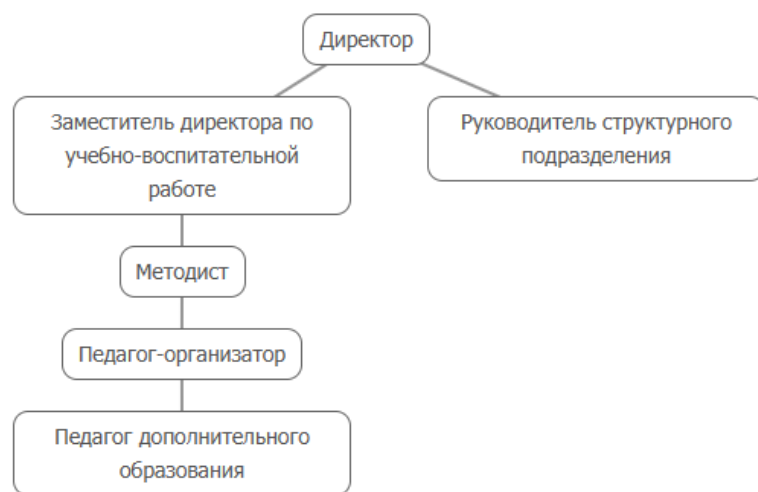 Директор
Заместитель директора по
учебно-воспитательной
работе
Руководитель структурного
подразделения
Методист
Педагог-организатор
Педагог дополнительного
образования